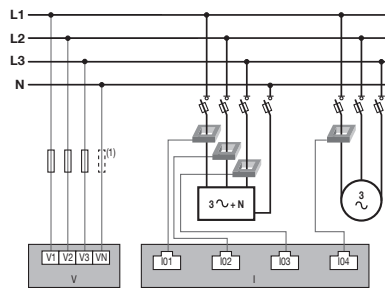 L1
L2
L3
N
(1)
3 ~ + N
3
~
V1 V2 V3 VN
I01 I02 I03 I04
V I